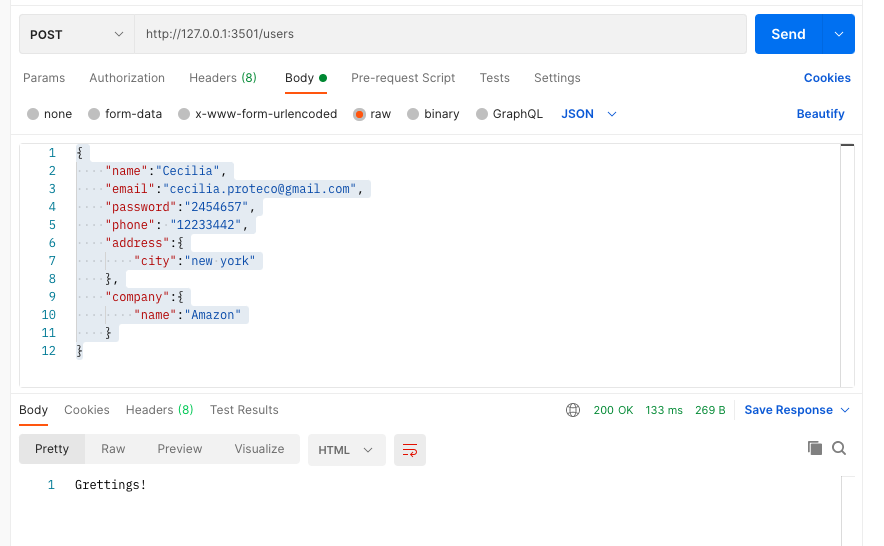 POST http://127.0.0.1:3501/users Send
Params Authorization Headers (8) Body Pre-request Script Tests Settings Cookies
none form-data x-www-form-urlencoded raw binary GraphQL JSON Beautify
1 {
2 "name":"Cecilia",
3 "email":"cecilia.proteco@gmail.com",
4 "password":"2454657",
5 "phone": "12233442",
6 "address":{
7 "city":"new york"
8 },
9 "company":{
10 "name":"Amazon"
11 }
12 }
Body Cookies Headers (8) Test Results 200 OK 133 ms 269 B Save Response
Pretty Raw Preview Visualize HTML
1 Grettings!